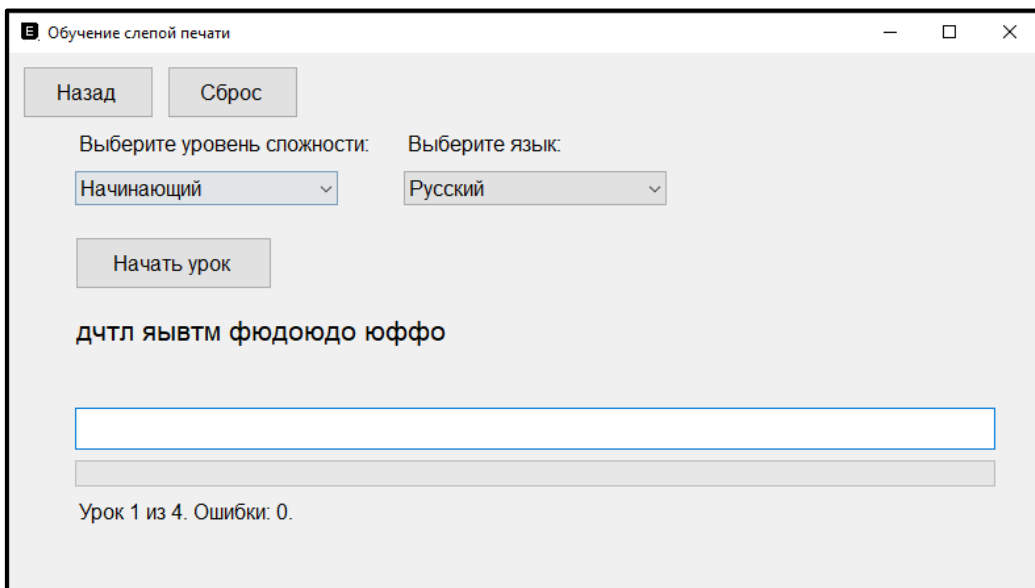 E Обучение слепой печати
Назад Сброс
Выберите уровень сложности: Выберите язык:
Начинающий Русский
Начать урок
дчтл яывтм фюдоюдо юффо
Урок 1 из 4. Ошибки: 0.